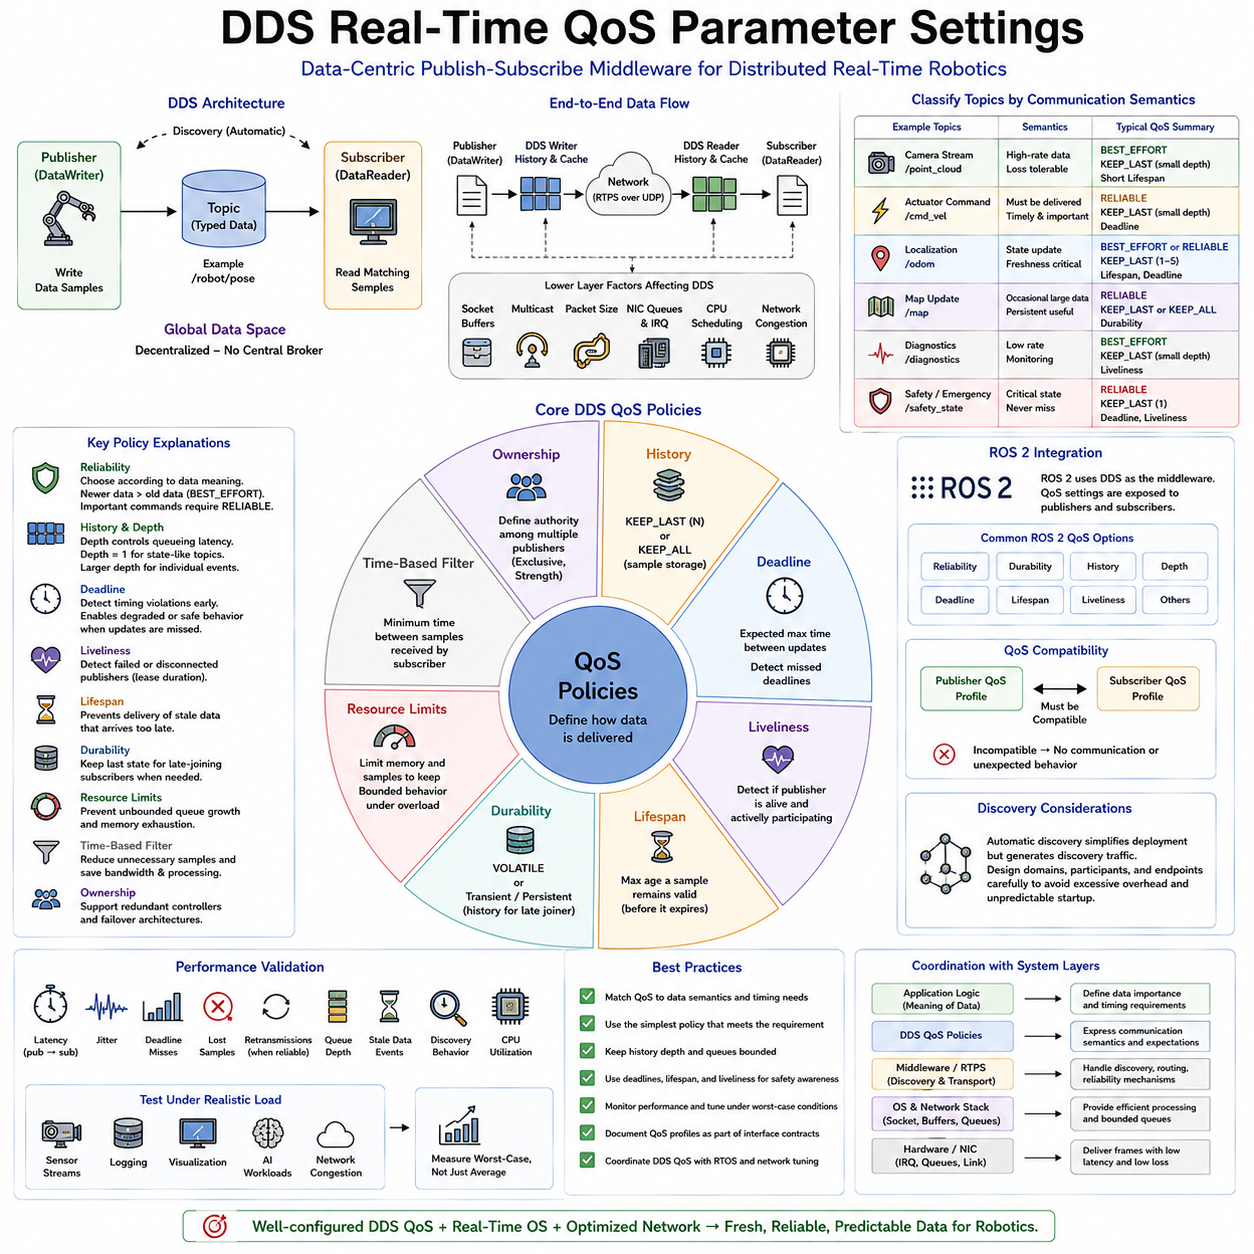 DDS Real-Time QoS Parameter Settings
Data-Centric Publish-Subscribe Middleware for Distributed Real-Time Robotics
DDS Architecture
Discovery (Automatic)
Publisher
(DataWriter)
Write
Data Samples
Topic
(Typed Data)
Example
/robot/pose
Subscriber
(DataReader)
Read Matching
Semples
Global Data Space
Decentralized – No Central Broker
End-to-End Data Flow
Publisher
(DataWriter)
DDS Writer
History & Cache
Network
(RTPS over UDP)
DDS Reader
History & Cache
Subscriber
(DataReader)
Lower Layer Factors Affecting DDS
Socket
Buffers
Multicast
Packet Size
NIC Queues
& IRQ
CPU
Scheduling
Network
Congestion
Classify Topics by Communication Semantics
Example Topics
Semantics
Typical QoS Summary
Camera Stream
/point_cloud
High-rate data
Loss tolerable
BEST_EFFORT
KEEP_LAST (small depth)
Short Lifespan
Actuator Command
/cmd_vel
Must be delivered
Timely & important
RELIABLE
KEEP_LAST (small depth)
Deadline
Localization
/odom
State update
Freshness critical
BEST_EFFORT or RELIABLE
KEEP_LAST (1–5)
Lifespan, Deadline
Map Update
/map
Occasional large data
Persistent useful
RELIABLE
KEEP_LAST or KEEP_ALL
Durability
Diagnostics
/diagnostics
Low rate
Monitoring
BEST_EFFORT
KEEP_LAST (small depth)
Liveliness
Safety / Emergency
/safety_state
Critical state
Never miss
RELIABLE
KEEP_LAST (1)
Deadline, Liveliness
Key Policy Explanations
Reliability
Choose according to data meaning.
Newer data > old data (BEST_EFFORT).
Important commands require RELIABLE.
History & Depth
Depth controls queueing latency.
Depth = 1 for state-like topics.
Larger depth for individual events.
Deadline
Detect timing violations early.
Enables degraded or safe behavior
when updates are missed.
Liveliness
Detect failed or disconnected
publishers (lease duration).
Lifespan
Prevents delivery of stale data
that arrives too late.
Durability
Keep last state for late-joining
subscribers when needed.
Resource Limits
Prevent unbounded queue growth
and memory exhaustion.
Time-Based Filter
Reduce unnecessary samples and
save bandwidth & processing.
Ownership
Support redundant controllers
and failover architectures.
Core DDS QoS Policies
Ownership
Define authority
among multiple
publishers
(Exclusive,
Strength)
History
KEEP_LAST (N)
or
KEEP_ALL
(sample storage)
Deadline
Expected max time
between updates
Detect missed
deadlines
Liveliness
Detect if publisher
is alive and
activelly participating
Lifespan
Max age a sample
remains valid
(before it expires)
Durability
VOLATILE
or
Transient / Persistent
(history for late joiner)
Resource Limits
Limit memory and
samples to keep
Bounded behavior
under overload
Time-Based Filter
Minimum time
between samples
received by
subscriber
QoS
Policies
Define how data
is delivered
ROS 2 Integration
ROS 2
ROS 2 uses DDS as the middleware.
QoS settings are exposed to
publishers and subscribers.
Common ROS 2 QoS Options
Reliability
Durability
History
Depth
Deadline
Lifespan
Liveliness
Others
QoS Compatibility
Publisher QoS
Profile
Must be
Compatible
Subscriber QoS
Profile
Incompatible → No communication or
unexpected behavior
Discovery Considerations
Automatic discovery simplifies deployment
but generates discovery traffic.
Design domains, participants, and endpoints
carefully to avoid excessive overhead and
unpredictable startup.
Performance Validation
Latency
(pub → sub)
Jitter
Deadline
Misses
Lost
Samples
Retransmissions
(when reliable)
Queue
Depth
Stale Data
Events
Discovery
Behavior
CPU
Utilization
Test Under Realistic Load
Sensor
Streams
Logging
Visualization
AI
Workloads
Network
Congestion
Measure Worst-Case,
Not Just Average
Best Practices
Match QoS to data semantics and timing needs
Use the simplest policy that meets the requirement
Keep history depth and queues bounded
Use deadlines, lifespan, and liveliness for safety awareness
Monitor performance and tune under worst-case conditions
Document QoS profiles as part of interface contracts
Coordinate DDS QoS with RTOS and network tuning
Coordination with System Layers
Application Logic
(Meaning of Data)
Define data importance
and timing requirements
DDS QoS Policies
Express communication
semantics and expectations
Middleware / RTPS
(Discovery & Transport)
Handle discovery, routing,
reliability mechanisms
OS & Network Stack
(Socket, Buffers, Queues)
Provide efficient processing
and bounded queues
Hardware / NIC
(IRQ, Queues, Link)
Deliver frames with low
latency and low loss
Well-configured DDS QoS + Real-Time OS + Optimized Network → Fresh, Reliable, Predictable Data for Robotics.